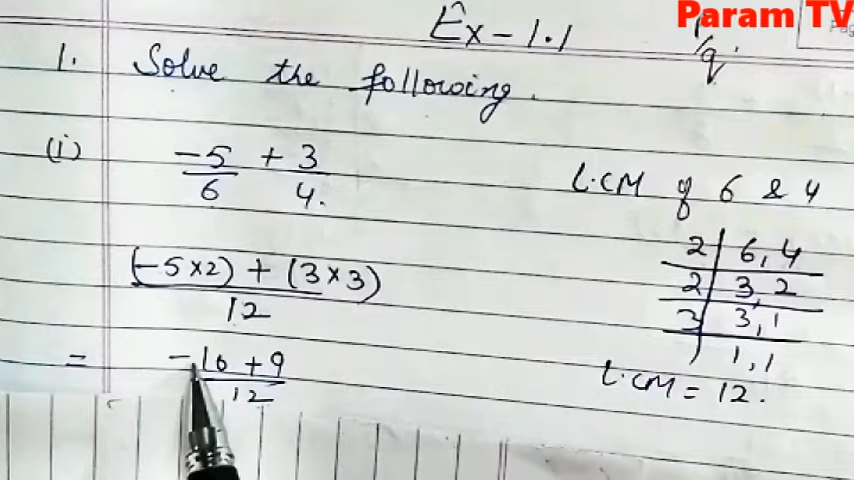 Param TV
Ex - 1.1
q.
1. Solve the following.
(i) -5/6 + 3/4.
L.CM of 6 & 4
2 | 6, 4
2 | 3, 2
3 | 3, 1
1, 1
L.CM = 12.
(-5×2) + (3×3)
12
= -10 + 9
12